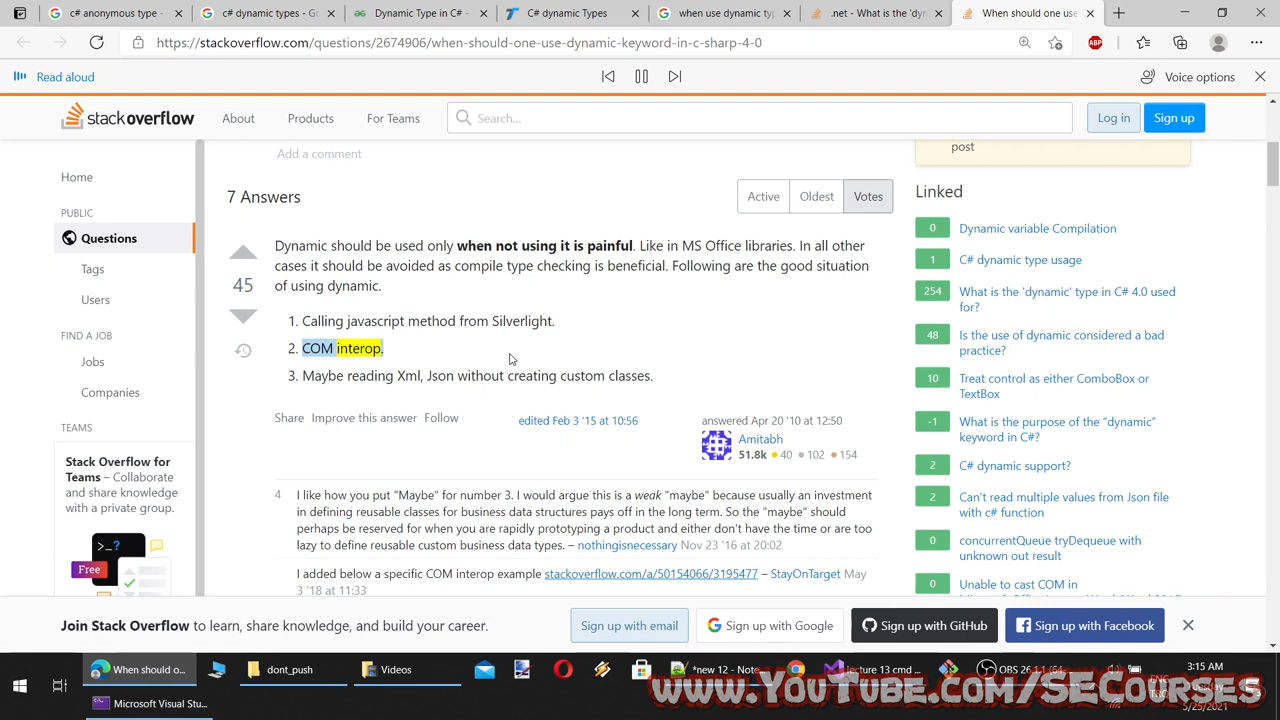 c# anonymous type -
c# dynamic types - Go
Dynamic Type in C# -
C# dynamic Types
when use dynamic typ
.net - What is the 'dy
When should one use
https://stackoverflow.com/questions/2674906/when-should-one-use-dynamic-keyword-in-c-sharp-4-0
ABP
Read aloud
Voice options
stackoverflow
About
Products
For Teams
Search...
Log in
Sign up
Add a comment
post
Home
PUBLIC
Questions
Tags
Users
FIND A JOB
Jobs
Companies
TEAMS
Stack Overflow for
Teams – Collaborate
and share knowledge
with a private group.
>_?
Free
7 Answers
Active
Oldest
Votes
45
Dynamic should be used only when not using it is painful. Like in MS Office libraries. In all other
cases it should be avoided as compile type checking is beneficial. Following are the good situation
of using dynamic.
1. Calling javascript method from Silverlight.
2. COM interop.
3. Maybe reading Xml, Json without creating custom classes.
Share Improve this answer Follow
edited Feb 3 '15 at 10:56
answered Apr 20 '10 at 12:50
Amitabh
51.8k 40 102 154
4
I like how you put "Maybe" for number 3. I would argue this is a weak "maybe" because usually an investment
in defining reusable classes for business data structures pays off in the long term. So the "maybe" should
perhaps be reserved for when you are rapidly prototyping a product and either don't have the time or are too
lazy to define reusable custom business data types. – nothingisnecessary Nov 23 '16 at 20:02
I added below a specific COM interop example stackoverflow.com/a/50154066/3195477 – StayOnTarget May
3 '18 at 11:33
Linked
0 Dynamic variable Compilation
1 C# dynamic type usage
254 What is the 'dynamic' type in C# 4.0 used
for?
48 Is the use of dynamic considered a bad
practice?
10 Treat control as either ComboBox or
TextBox
-1 What is the purpose of the "dynamic"
keyword in C#?
2 C# dynamic support?
2 Can't read multiple values from Json file
with c# function
0 concurrentQueue tryDequeue with
unknown out result
0 Unable to cast COM in
Join Stack Overflow to learn, share knowledge, and build your career.
Sign up with email
Sign up with Google
Sign up with GitHub
Sign up with Facebook
When should o...
dont_push
Videos
*new 12 - Note...
lecture 13 cmd ...
OBS 26.1.1 (64...
ENG
3:15 AM
Microsoft Visual Stu...
5/25/2021
www.YouTube.com/SECourses